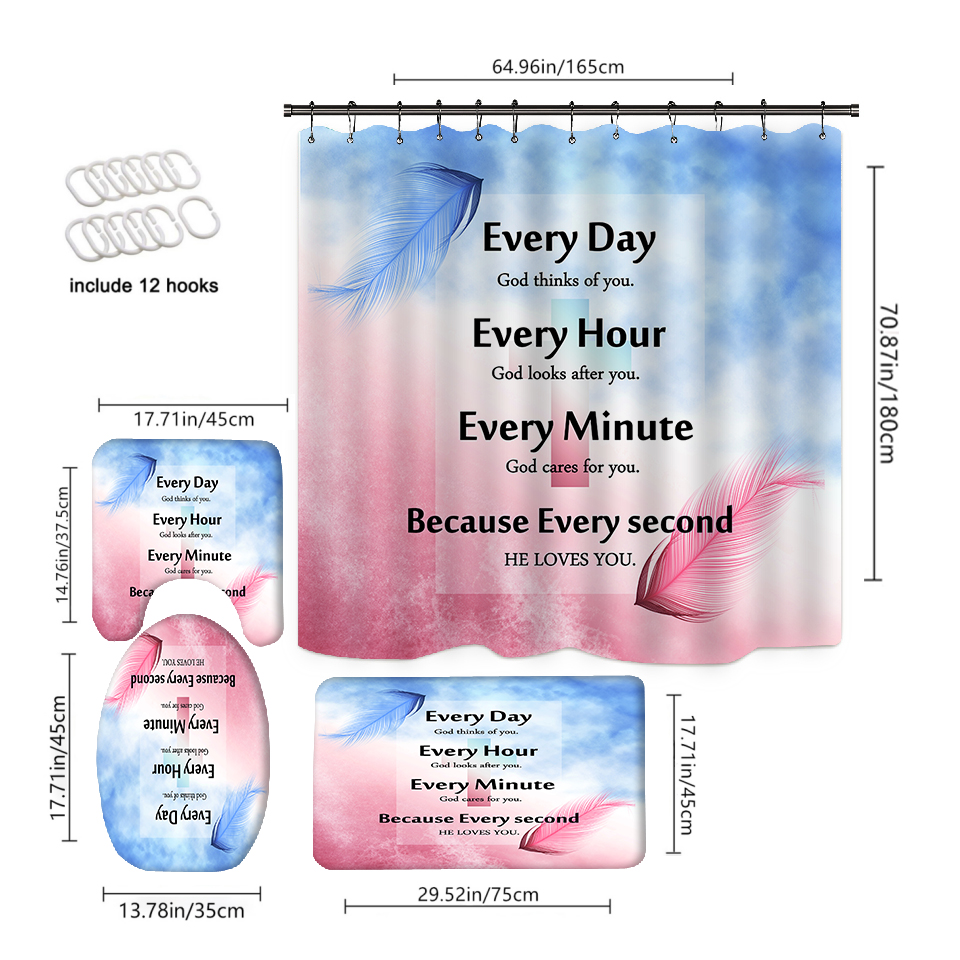 64.96in/165cm
include 12 hooks
Every Day
God thinks of you.
Every Hour
God looks after you.
Every Minute
God cares for you.
Because Every second
HE LOVES YOU.
70.87in/180cm
17.71in/45cm
14.76in/37.5cm
Every Day
God thinks of you.
Every Hour
God looks after you.
Every Minute
God cares for you.
Beca
ond
17.71in/45cm
Every Day
God thinks of you.
Every Hour
God looks after you.
Every Minute
God cares for you.
Because Every second
HE LOVES YOU.
13.78in/35cm
Every Day
God thinks of you.
Every Hour
God looks after you.
Every Minute
God cares for you.
Because Every second
HE LOVES YOU.
17.71in/45cm
29.52in/75cm